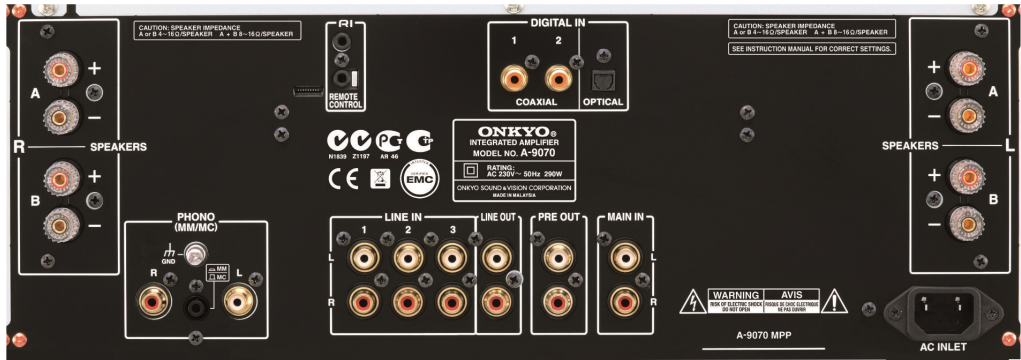 CAUTION: SPEAKER IMPEDANCE
A or B 4~16Ω/SPEAKER A + B 8~16Ω/SPEAKER
RI
REMOTE
CONTROL
DIGITAL IN
1 2
COAXIAL OPTICAL
CAUTION: SPEAKER IMPEDANCE
A or B 4~16Ω/SPEAKER A + B 8~16Ω/SPEAKER
SEE INSTRUCTION MANUAL FOR CORRECT SETTINGS.
+
A
−
R SPEAKERS
+
B
−
+
A
−
SPEAKERS L
+
B
−
N1839 Z1197 AR 46
CE
EMC
ONKYO®
INTEGRATED AMPLIFIER
MODEL NO. A-9070
RATING:
AC 230V~ 50Hz 290W
ONKYO SOUND & VISION CORPORATION
MADE IN MALAYSIA
PHONO
(MM/MC)
GND
MM
MC
R L
LINE IN
1 2 3
L
R
LINE OUT
PRE OUT
MAIN IN
L
R
WARNING
RISK OF ELECTRIC SHOCK
DO NOT OPEN
AVIS
RISQUE DE CHOC ELECTRIQUE
NE PAS OUVRIR
A-9070 MPP
AC INLET